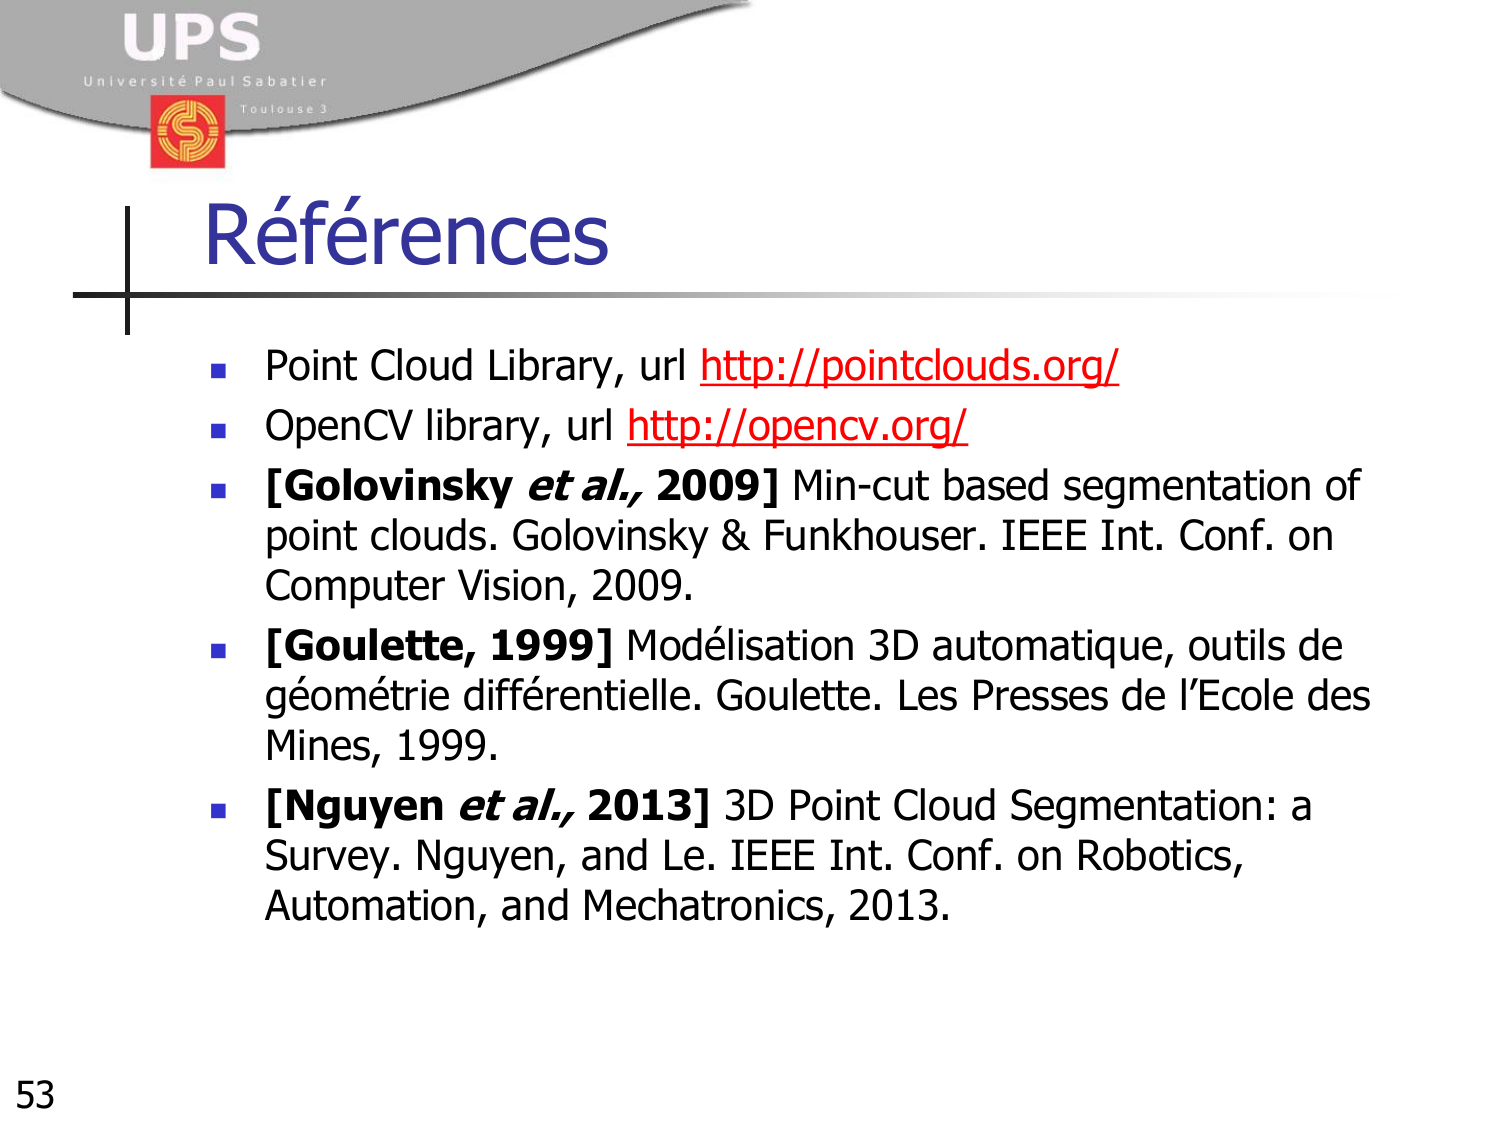 UPS
Université Paul Sabatier
Toulouse 3
Références
Point Cloud Library, url http://pointclouds.org/
OpenCV library, url http://opencv.org/
[Golovinsky et al., 2009] Min-cut based segmentation of
point clouds. Golovinsky & Funkhouser. IEEE Int. Conf. on
Computer Vision, 2009.
[Goulette, 1999] Modélisation 3D automatique, outils de
géométrie différentielle. Goulette. Les Presses de l’Ecole des
Mines, 1999.
[Nguyen et al., 2013] 3D Point Cloud Segmentation: a
Survey. Nguyen, and Le. IEEE Int. Conf. on Robotics,
Automation, and Mechatronics, 2013.
53